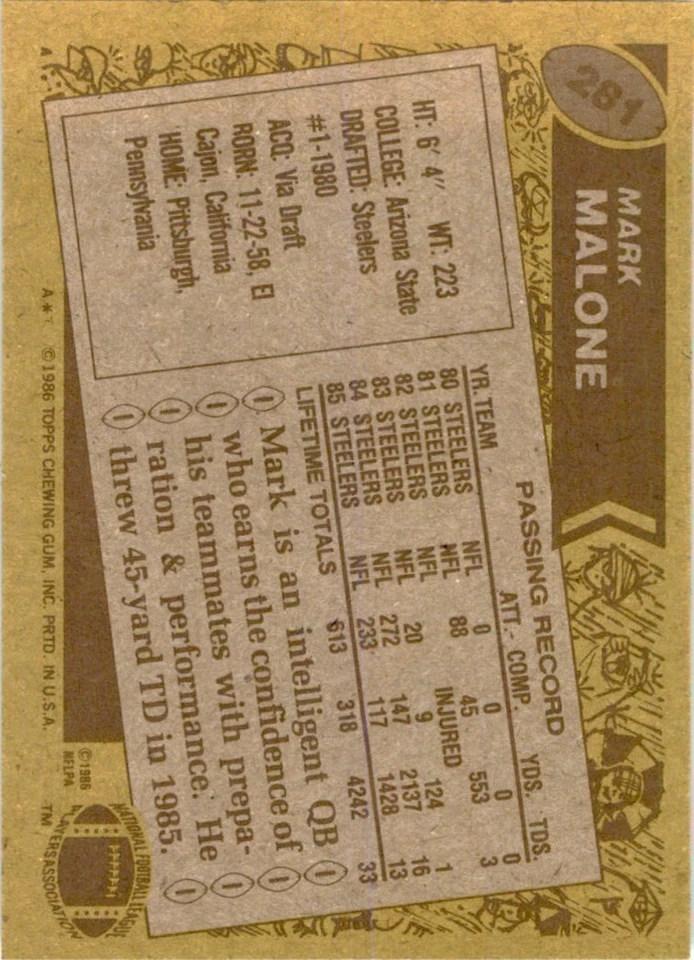 281
MARK
MALONE
HT: 6' 4" WT: 223
COLLEGE: Arizona State
DRAFTED: Steelers
#1-1980
ACQ: Via Draft
BORN: 11-22-58, El
Cajon, California
HOME: Pittsburgh,
Pennsylvania
PASSING RECORD
YR. TEAM ATT. COMP. YDS. TDS.
80 STEELERS NFL 0 0 0 0
81 STEELERS NFL 88 45 553 3
82 STEELERS NFL INJURED
83 STEELERS NFL 20 9 124 1
84 STEELERS NFL 272 147 2137 16
85 STEELERS NFL 233 117 1428 13
LIFETIME TOTALS 613 318 4242 33
Mark is an intelligent QB
who earns the confidence of
his teammates with prepa-
ration & performance. He
threw 45-yard TD in 1985.
A* © 1986 TOPPS CHEWING GUM, INC. PRTD. IN U.S.A.
© 1986
NFLPA
NATIONAL FOOTBALL LEAGUE
PLAYERS ASSOCIATION
TM